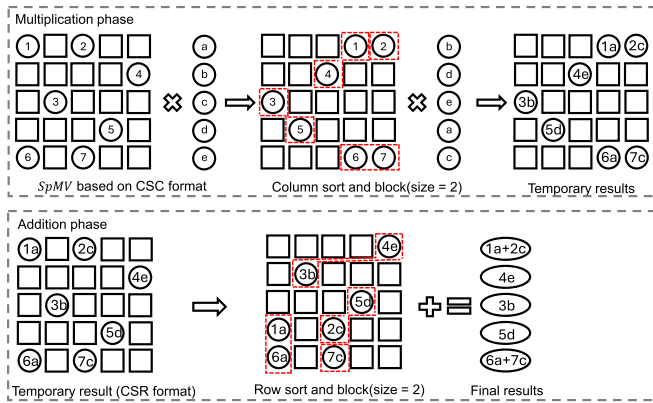 Multiplication phase
1 2 a 1 2 b 1a 2c
4 b 4 d 4e
3 c 3 e 3b
5 d 5 a 5d
6 7 e 6 7 c 6a 7c
SpMV based on CSC format Column sort and block(size = 2) Temporary results
Addition phase
1a 2c 4e 1a+2c
4e 3b 4e
3b 5d 3b
5d 1a 2c 5d
6a 7c 6a 7c 6a+7c
Temporary result (CSR format) Row sort and block(size = 2) Final results